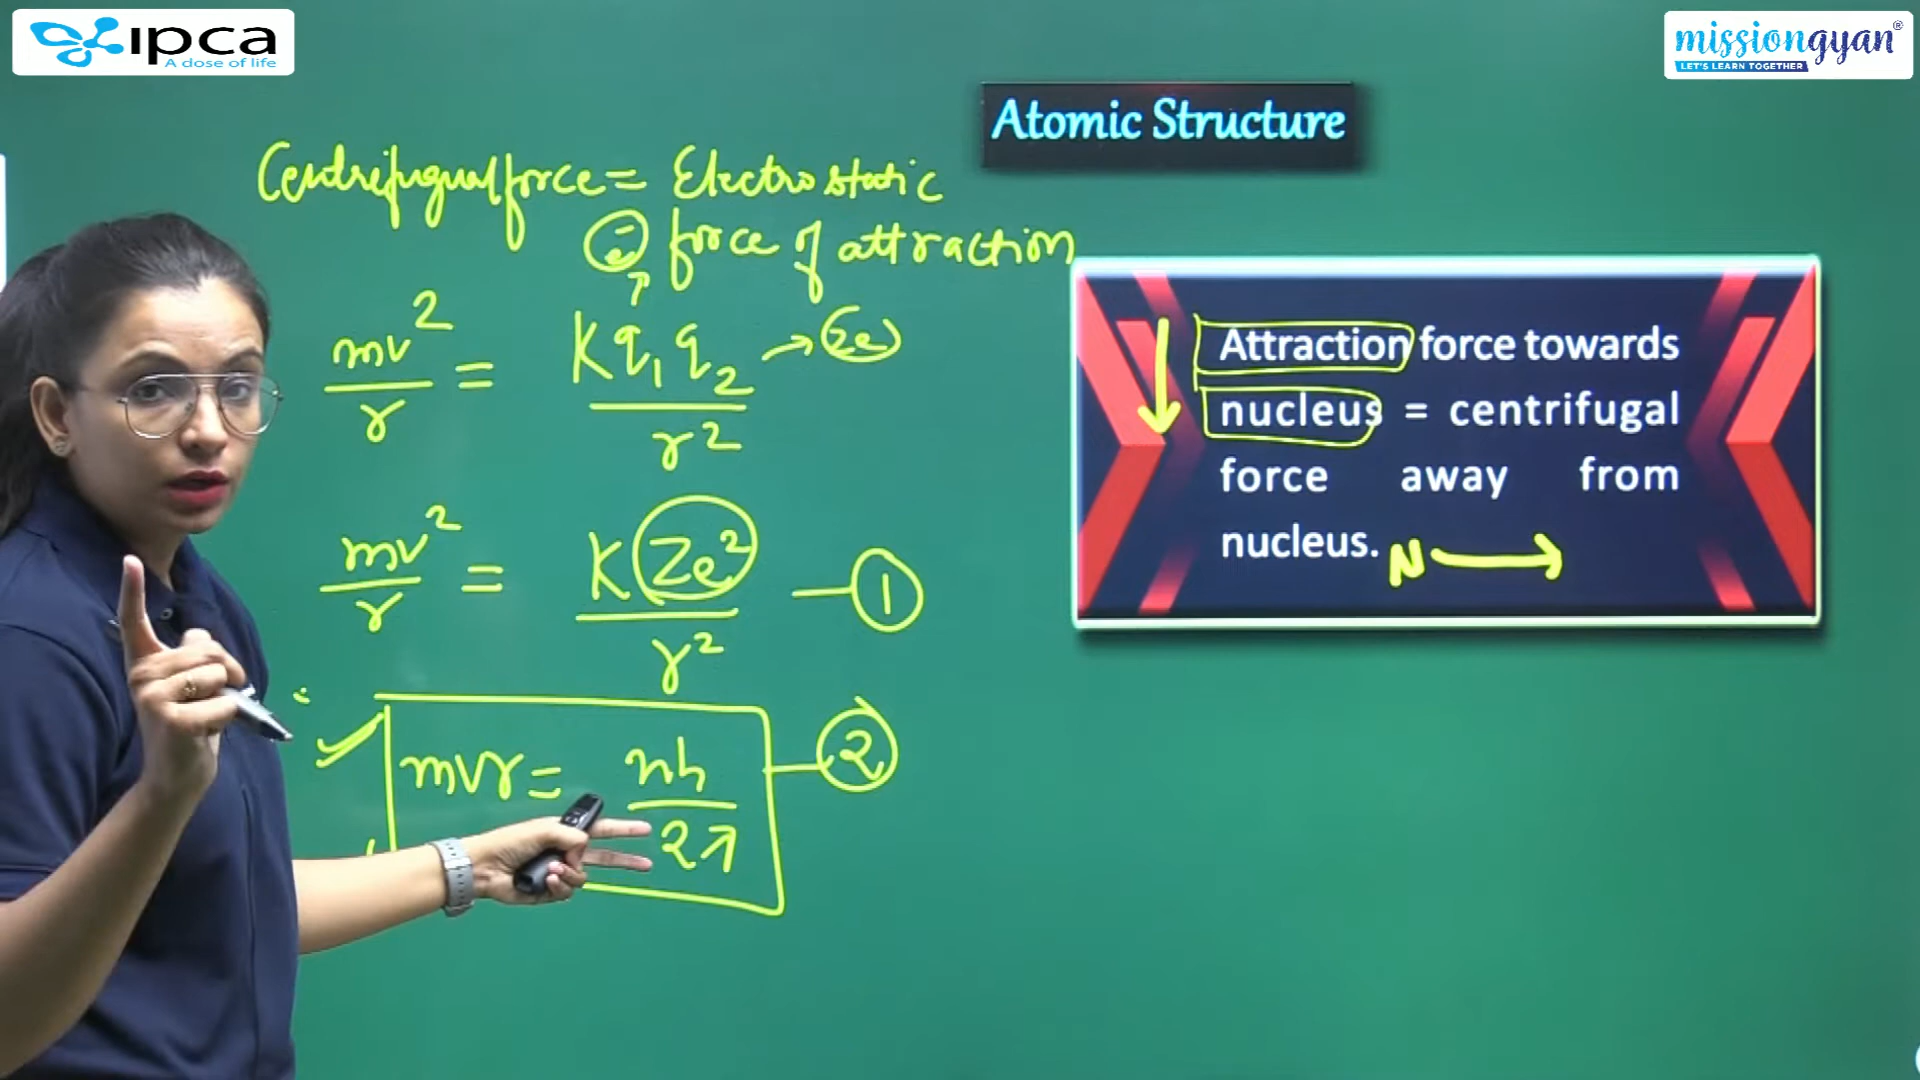 ipca
A dose of life
missiongyan®
LET'S LEARN TOGETHER
Atomic Structure
Centrifugual force = Electrostatic
force of attraction
e⁻
mv²/r = Kq₁q₂/r² → Ze
mv²/r = KZe²/r² — 1
mvr = nh/2π — 2
Attraction force towards
nucleus = centrifugal
force away from
nucleus.
N →